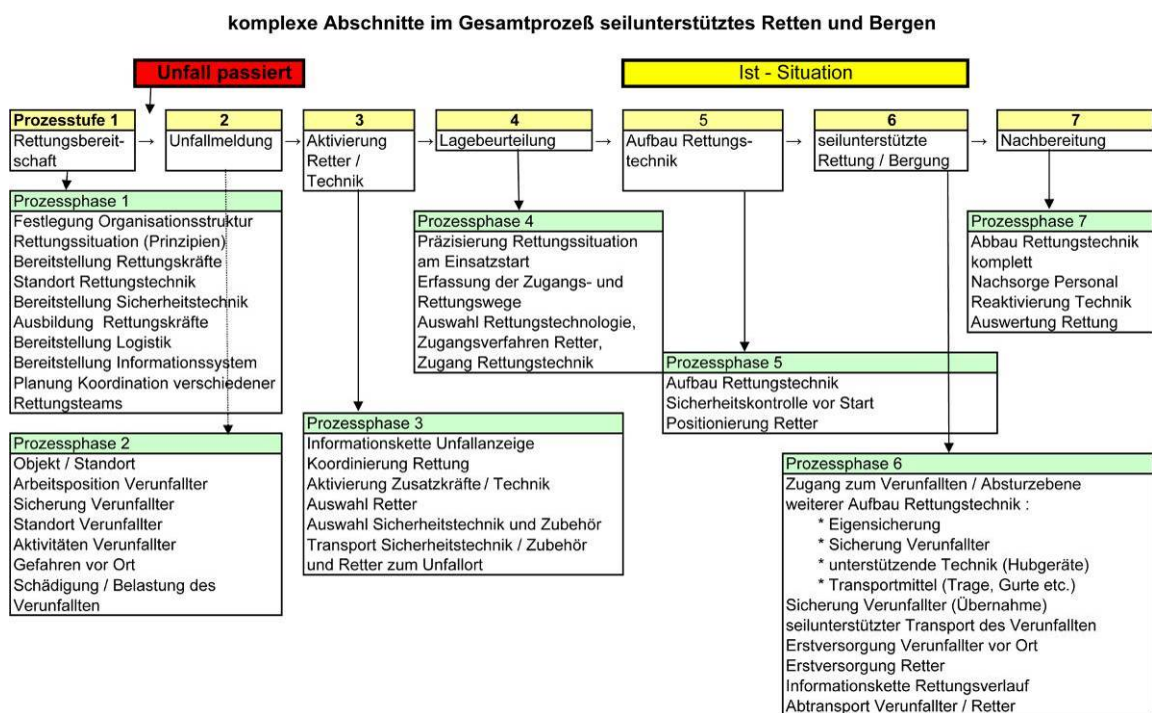 komplexe Abschnitte im Gesamtprozeß seilunterstütztes Retten und Bergen
Unfall passiert
Ist - Situation
Prozesstufe 1
Rettungsbereit-
schaft
2
Unfallmeldung
3
Aktivierung
Retter /
Technik
4
Lagebeurteilung
5
Aufbau Rettungs-
technik
6
seilunterstützte
Rettung / Bergung
7
Nachbereitung
Prozessphase 1
Festlegung Organisationsstruktur
Rettungssituation (Prinzipien)
Bereitstellung Rettungskräfte
Standort Rettungstechnik
Bereitstellung Sicherheitstechnik
Ausbildung Rettungskräfte
Bereitstellung Logistik
Bereitstellung Informationssystem
Planung Koordination verschiedener
Rettungsteams
Prozessphase 2
Objekt / Standort
Arbeitsposition Verunfallter
Sicherung Verunfallter
Standort Verunfallter
Aktivitäten Verunfallter
Gefahren vor Ort
Schädigung / Belastung des
Verunfallten
Prozessphase 3
Informationskette Unfallanzeige
Koordinierung Rettung
Aktivierung Zusatzkräfte / Technik
Auswahl Retter
Auswahl Sicherheitstechnik und Zubehör
Transport Sicherheitstechnik / Zubehör
und Retter zum Unfallort
Prozessphase 4
Präzisierung Rettungssituation
am Einsatzstart
Erfassung der Zugangs- und
Rettungswege
Auswahl Rettungstechnologie,
Zugangsverfahren Retter,
Zugang Rettungstechnik
Prozessphase 5
Aufbau Rettungstechnik
Sicherheitskontrolle vor Start
Positionierung Retter
Prozessphase 6
Zugang zum Verunfallten / Absturzebene
weiterer Aufbau Rettungstechnik :
* Eigensicherung
* Sicherung Verunfallter
* unterstützende Technik (Hubgeräte)
* Transportmittel (Trage, Gurte etc.)
Sicherung Verunfallter (Übernahme)
seilunterstützter Transport des Verunfallten
Erstversorgung Verunfallter vor Ort
Erstversorgung Retter
Informationskette Rettungsverlauf
Abtransport Verunfallter / Retter
Prozessphase 7
Abbau Rettungstechnik
komplett
Nachsorge Personal
Reaktivierung Technik
Auswertung Rettung